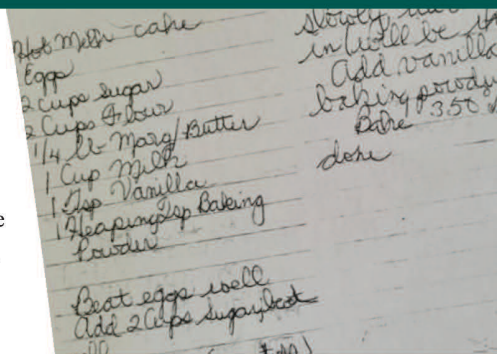 Hot Milk cake
Eggs
2 Cups Sugar
2 Cups Flour
1/4 lb Marg/Butter
1 Cup Milk
1 Tsp Vanilla
1 Heaping Tsp Baking
Powder
Beat eggs well
Add 2 Cups Sugar, beat
slowly
in (will be
Add vanilla
baking powder
Bake 350
done